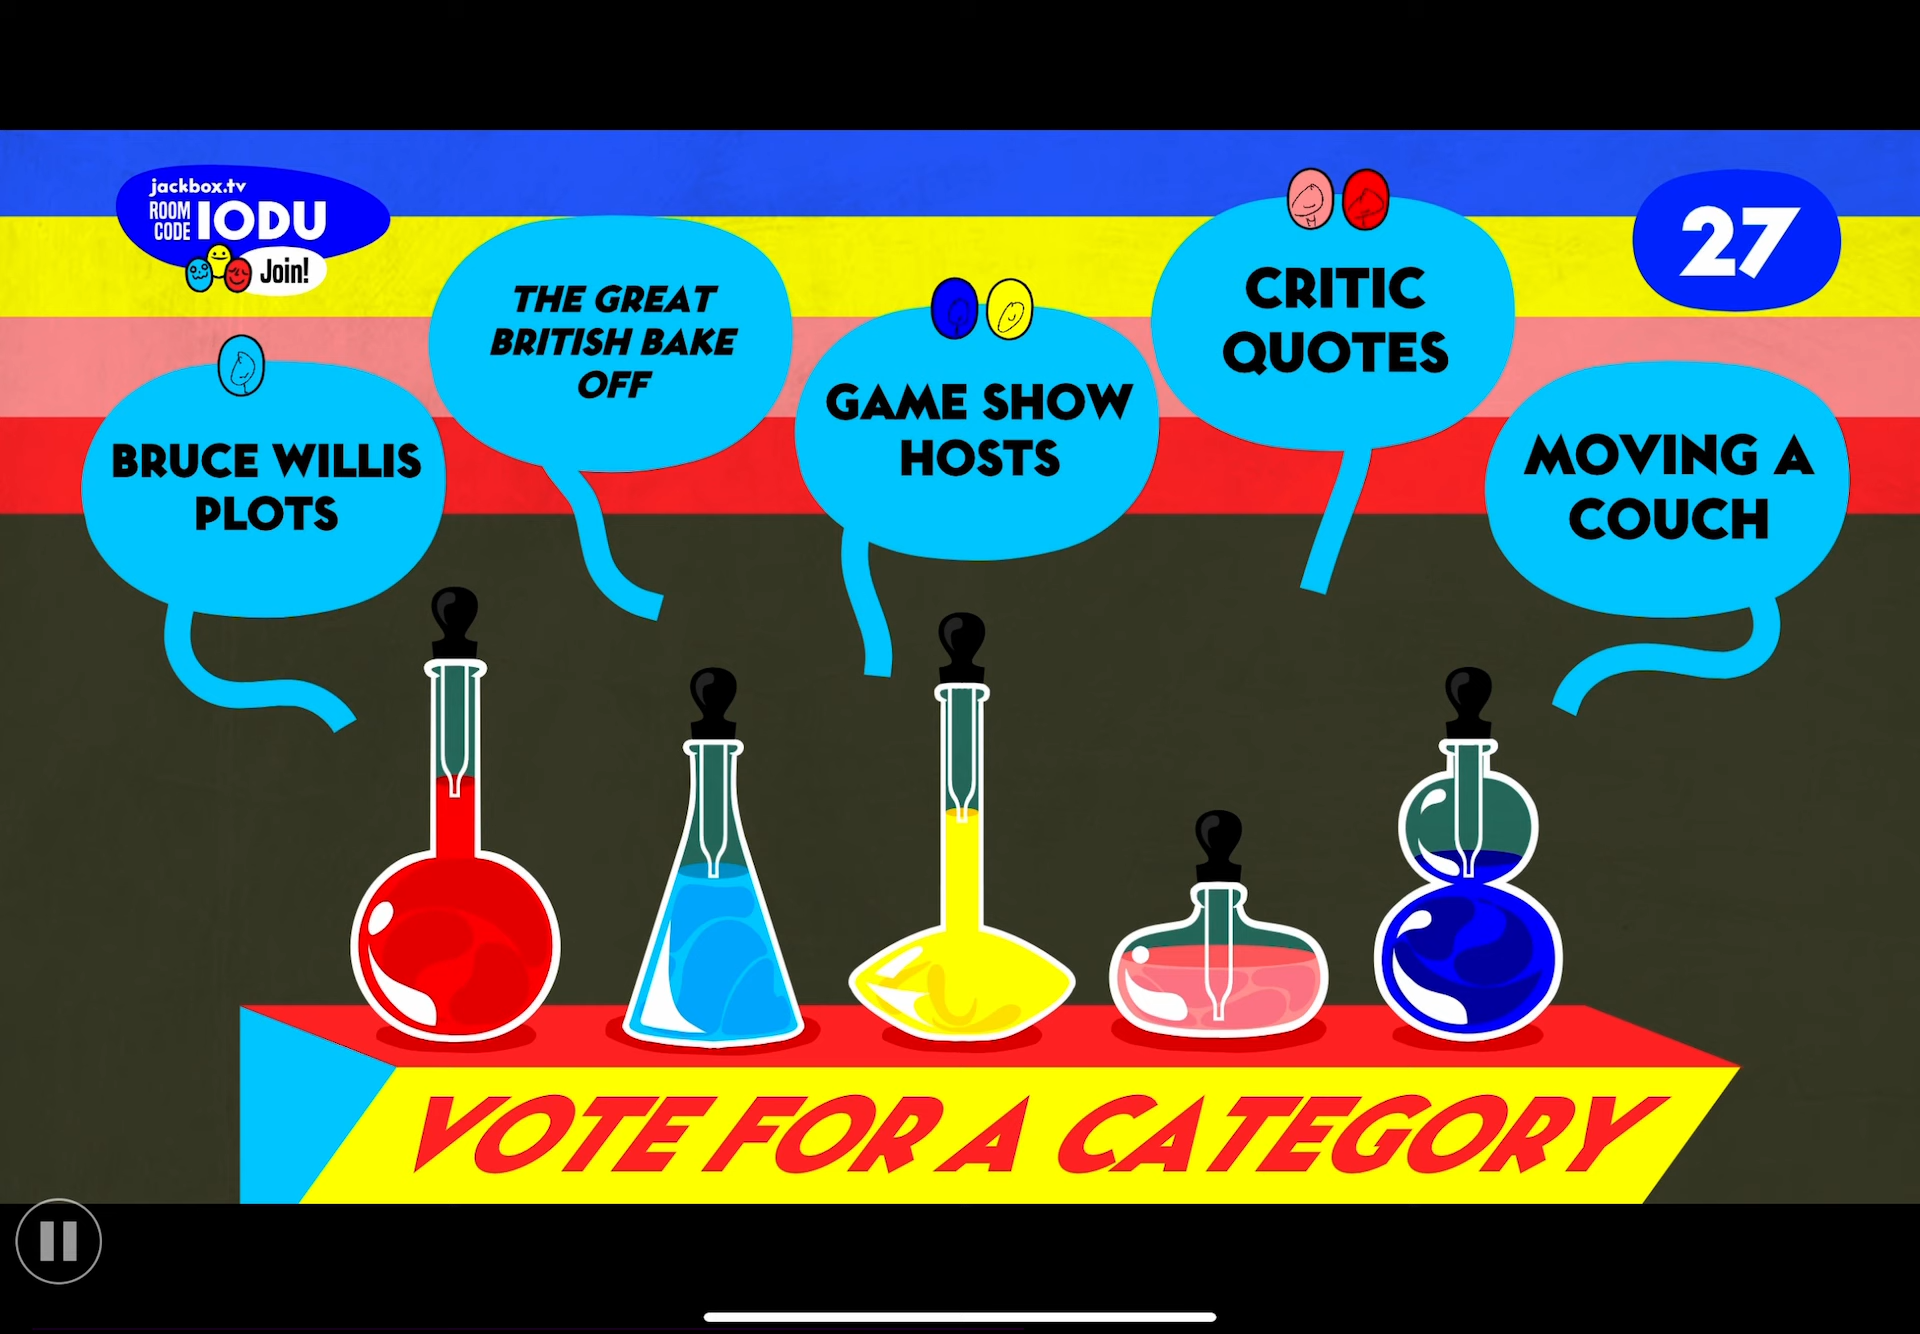 jackbox.tv
ROOM
CODE
IODU
Join!
27
BRUCE WILLIS
PLOTS
THE GREAT
BRITISH BAKE
OFF
GAME SHOW
HOSTS
CRITIC
QUOTES
MOVING A
COUCH
VOTE FOR A CATEGORY